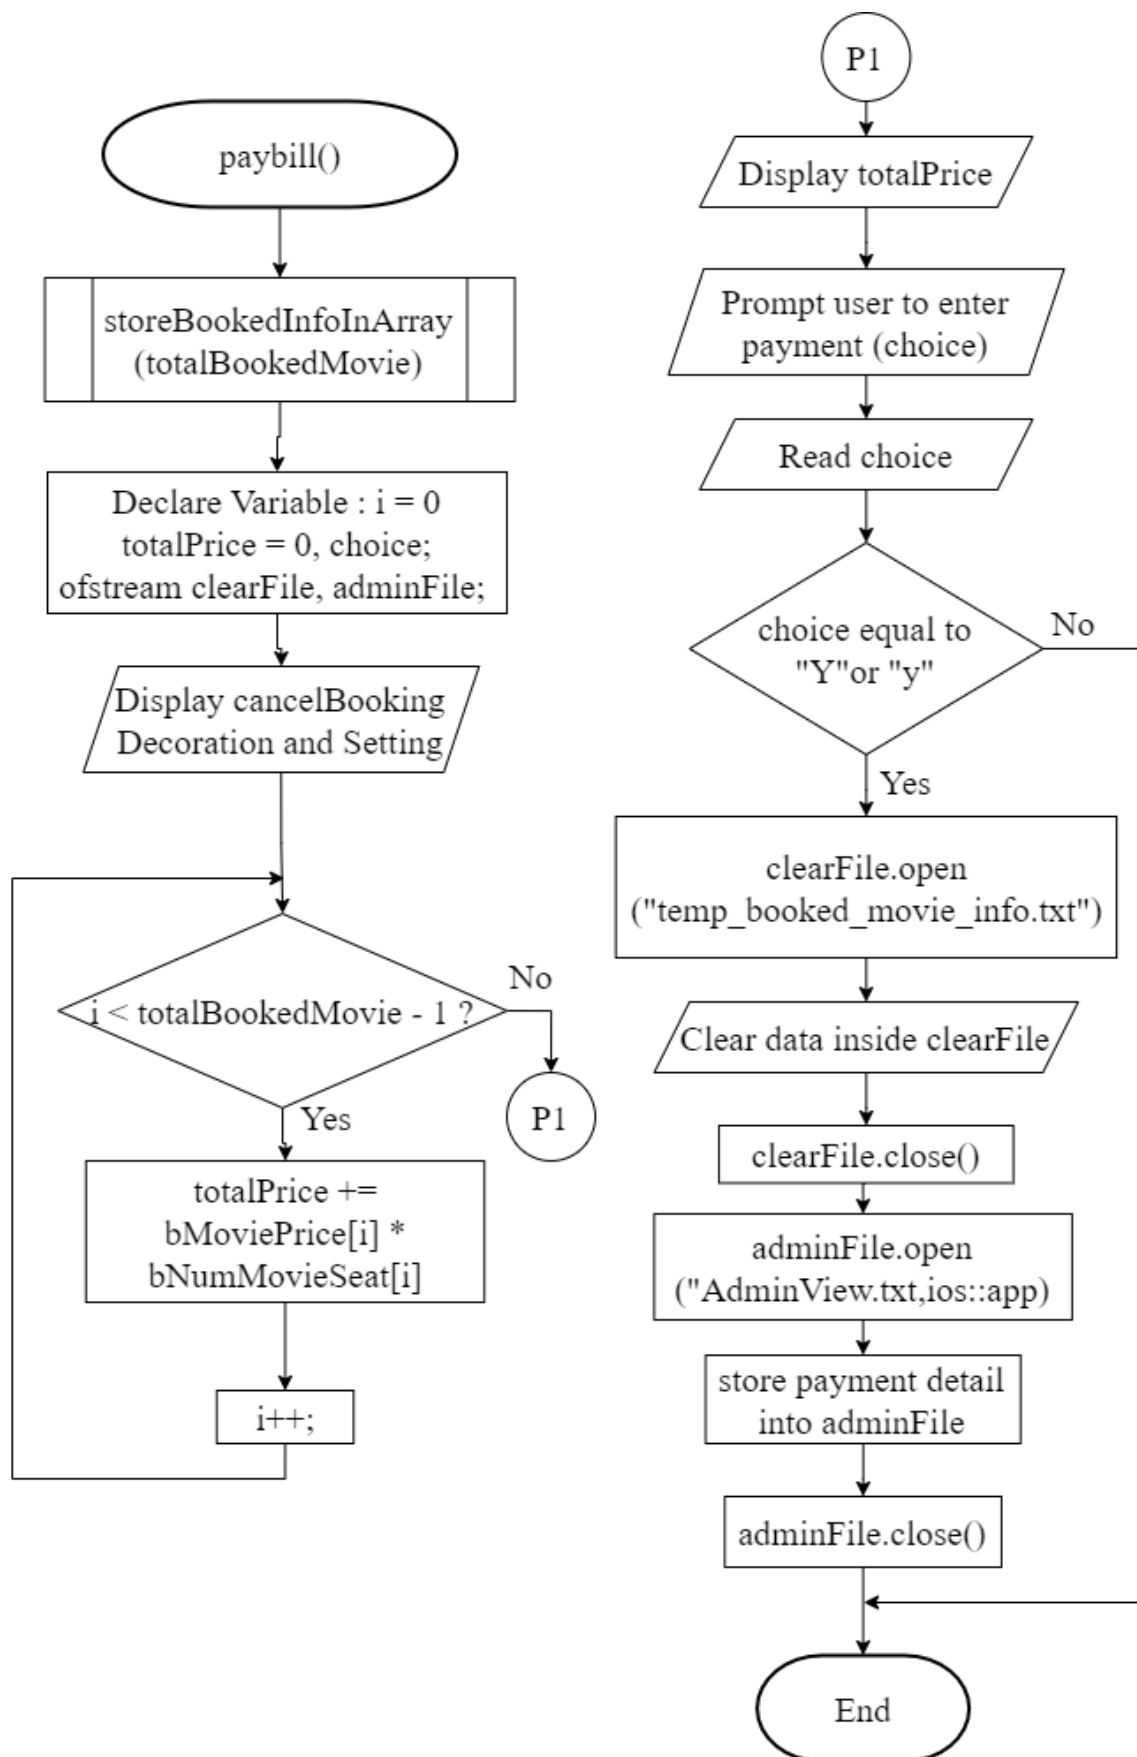 paybill()
storeBookedInfoInArray
(totalBookedMovie)
Declare Variable : i = 0
totalPrice = 0, choice;
ofstream clearFile, adminFile;
Display cancelBooking
Decoration and Setting
i < totalBookedMovie - 1 ?
No
P1
Yes
totalPrice +=
bMoviePrice[i] *
bNumMovieSeat[i]
i++;
P1
Display totalPrice
Prompt user to enter
payment (choice)
Read choice
choice equal to
"Y"or "y"
No
Yes
clearFile.open
("temp_booked_movie_info.txt")
Clear data inside clearFile
clearFile.close()
adminFile.open
("AdminView.txt,ios::app)
store payment detail
into adminFile
adminFile.close()
End